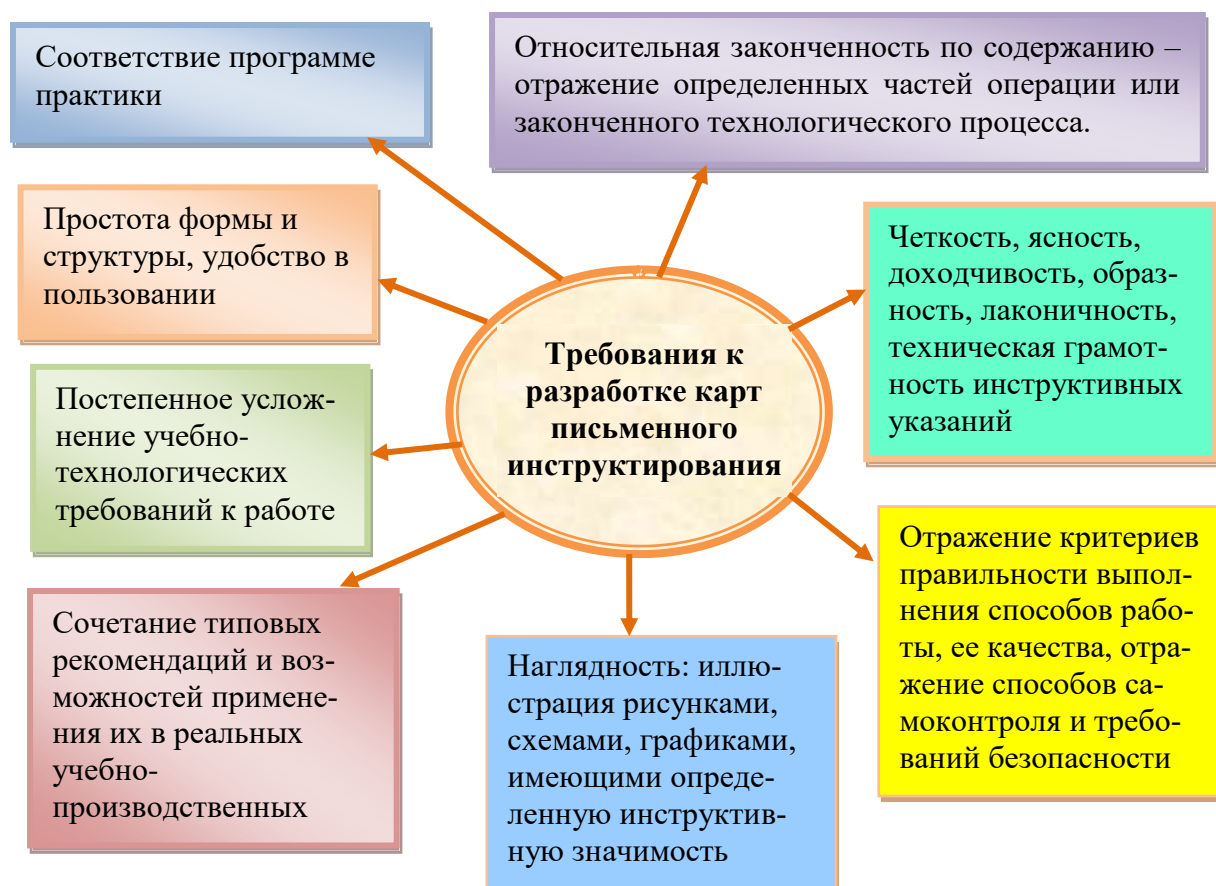 Соответствие программе
практики
Относительная законченность по содержанию –
отражение определенных частей операции или
законченного технологического процесса.
Простота формы и
структуры, удобство в
пользовании
Четкость, ясность,
доходчивость, образ-
ность, лаконичность,
техническая грамот-
ность инструктивных
указаний
Требования к
разработке карт
письменного
инструктирования
Постепенное услож-
нение учебно-
технологических
требований к работе
Отражение критериев
правильности выпол-
нения способов рабо-
ты, ее качества, отра-
жение способов са-
моконтроля и требо-
ваний безопасности
Сочетание типовых
рекомендаций и воз-
можностей примене-
ния их в реальных
учебно-
производственных
Наглядность: иллю-
страция рисунками,
схемами, графиками,
имеющими опреде-
ленную инструктив-
ную значимость